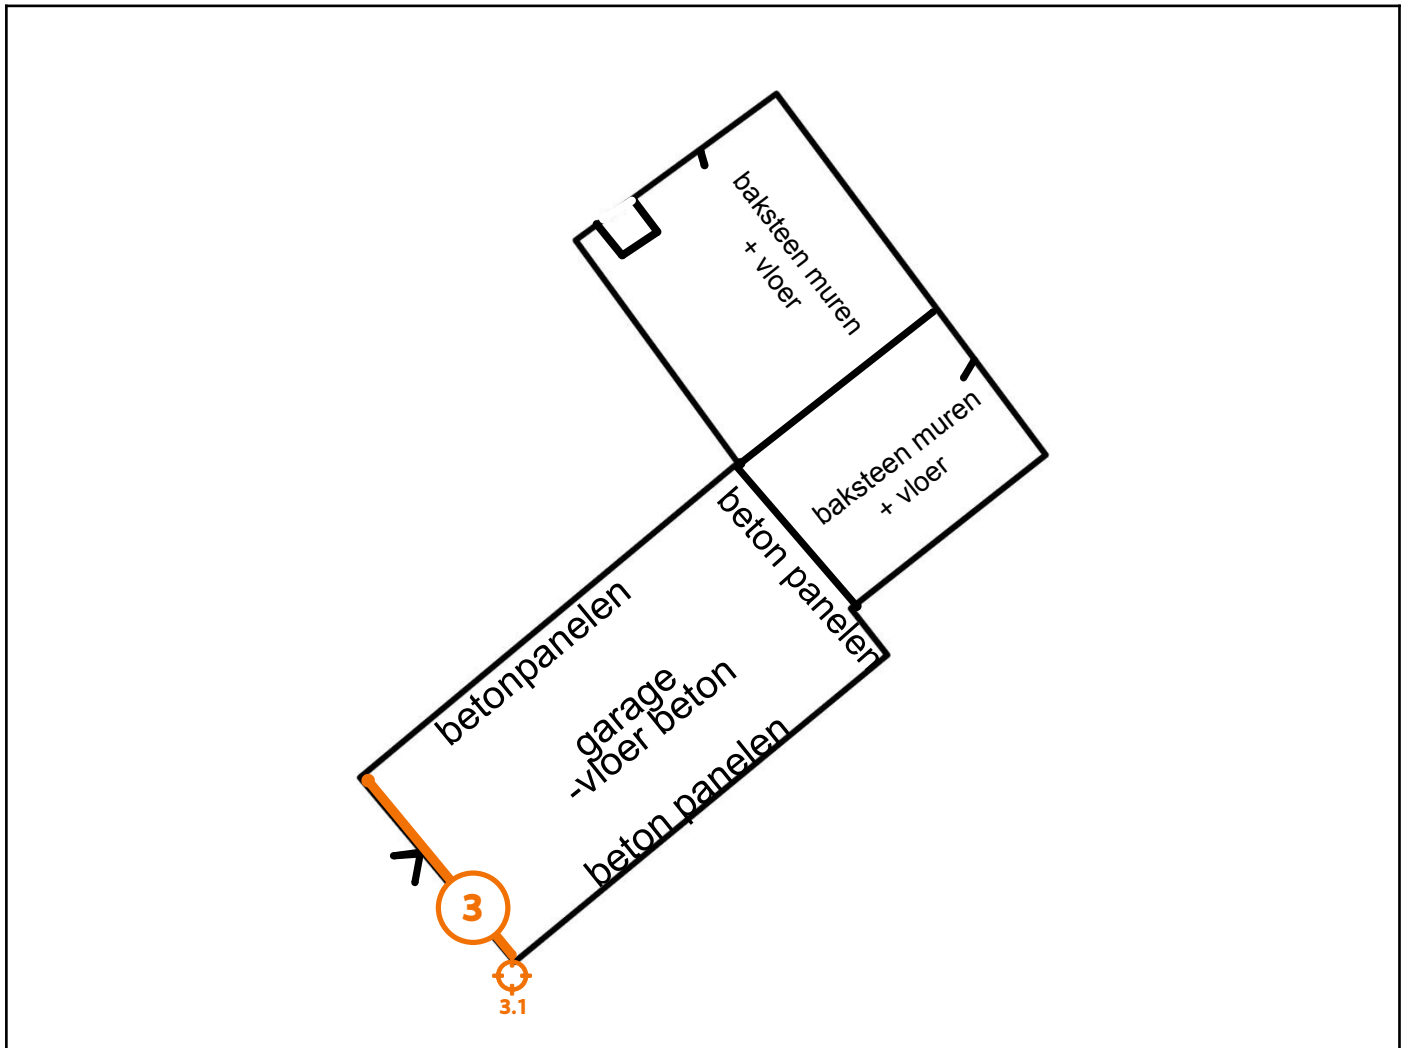 baksteen muren
+ vloer
baksteen muren
+ vloer
beton panelen
betonpanelen
garage
-vloer beton
beton panelen
3
3.1